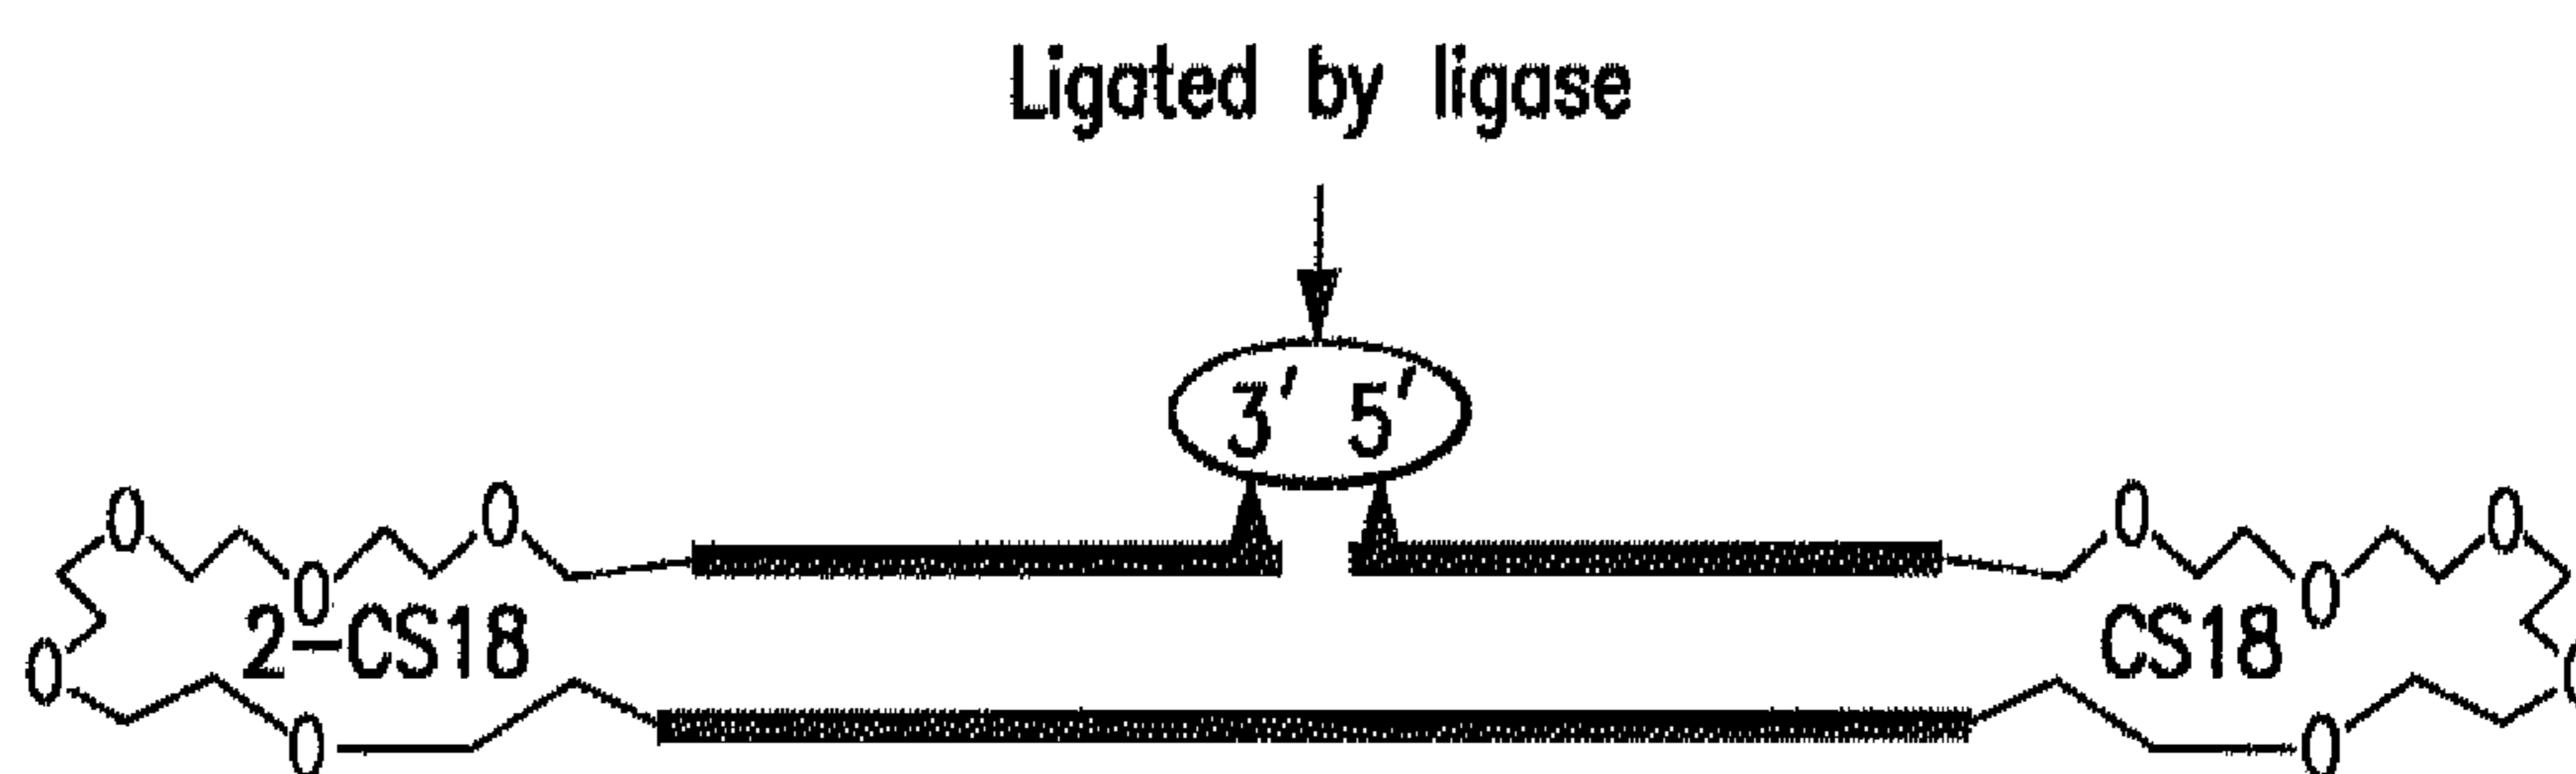 Ligated by ligase
3' 5'
O O O O
O O
2-CS18 CS18
O O
O O